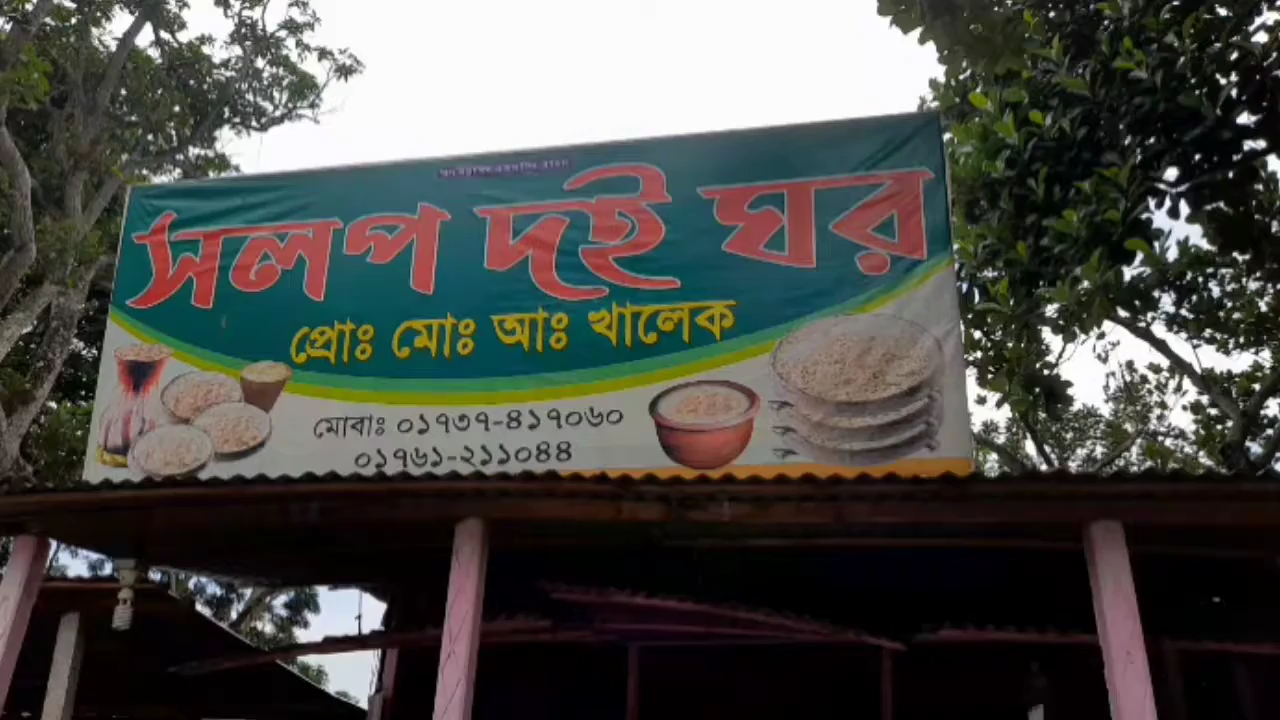 সলপ দই ঘর
প্রোঃ মোঃ আঃ খালেক
মোবাঃ ০১৭৩৭-৪১৭০৬০
০১৭৬১-২১১০৪৪